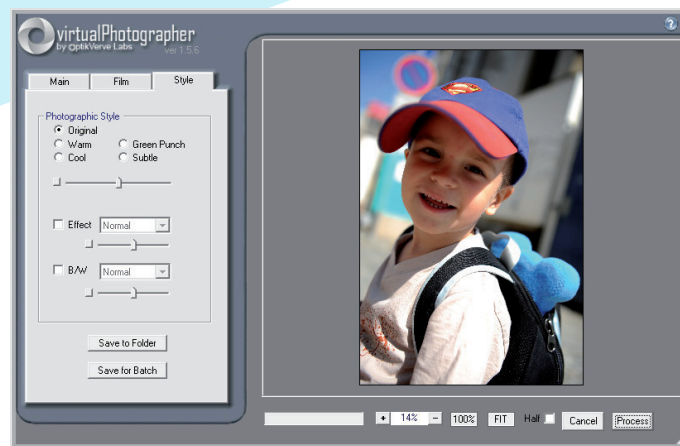 virtualPhotographer
by OptikVerve Labs
ver 1.5.6
?
Main Film Style
Photographic Style
Original
Warm Green Punch
Cool Subtle
Effect Normal
B/W Normal
Save to Folder
Save for Batch
+ 14% - 100% FIT Half Cancel Process